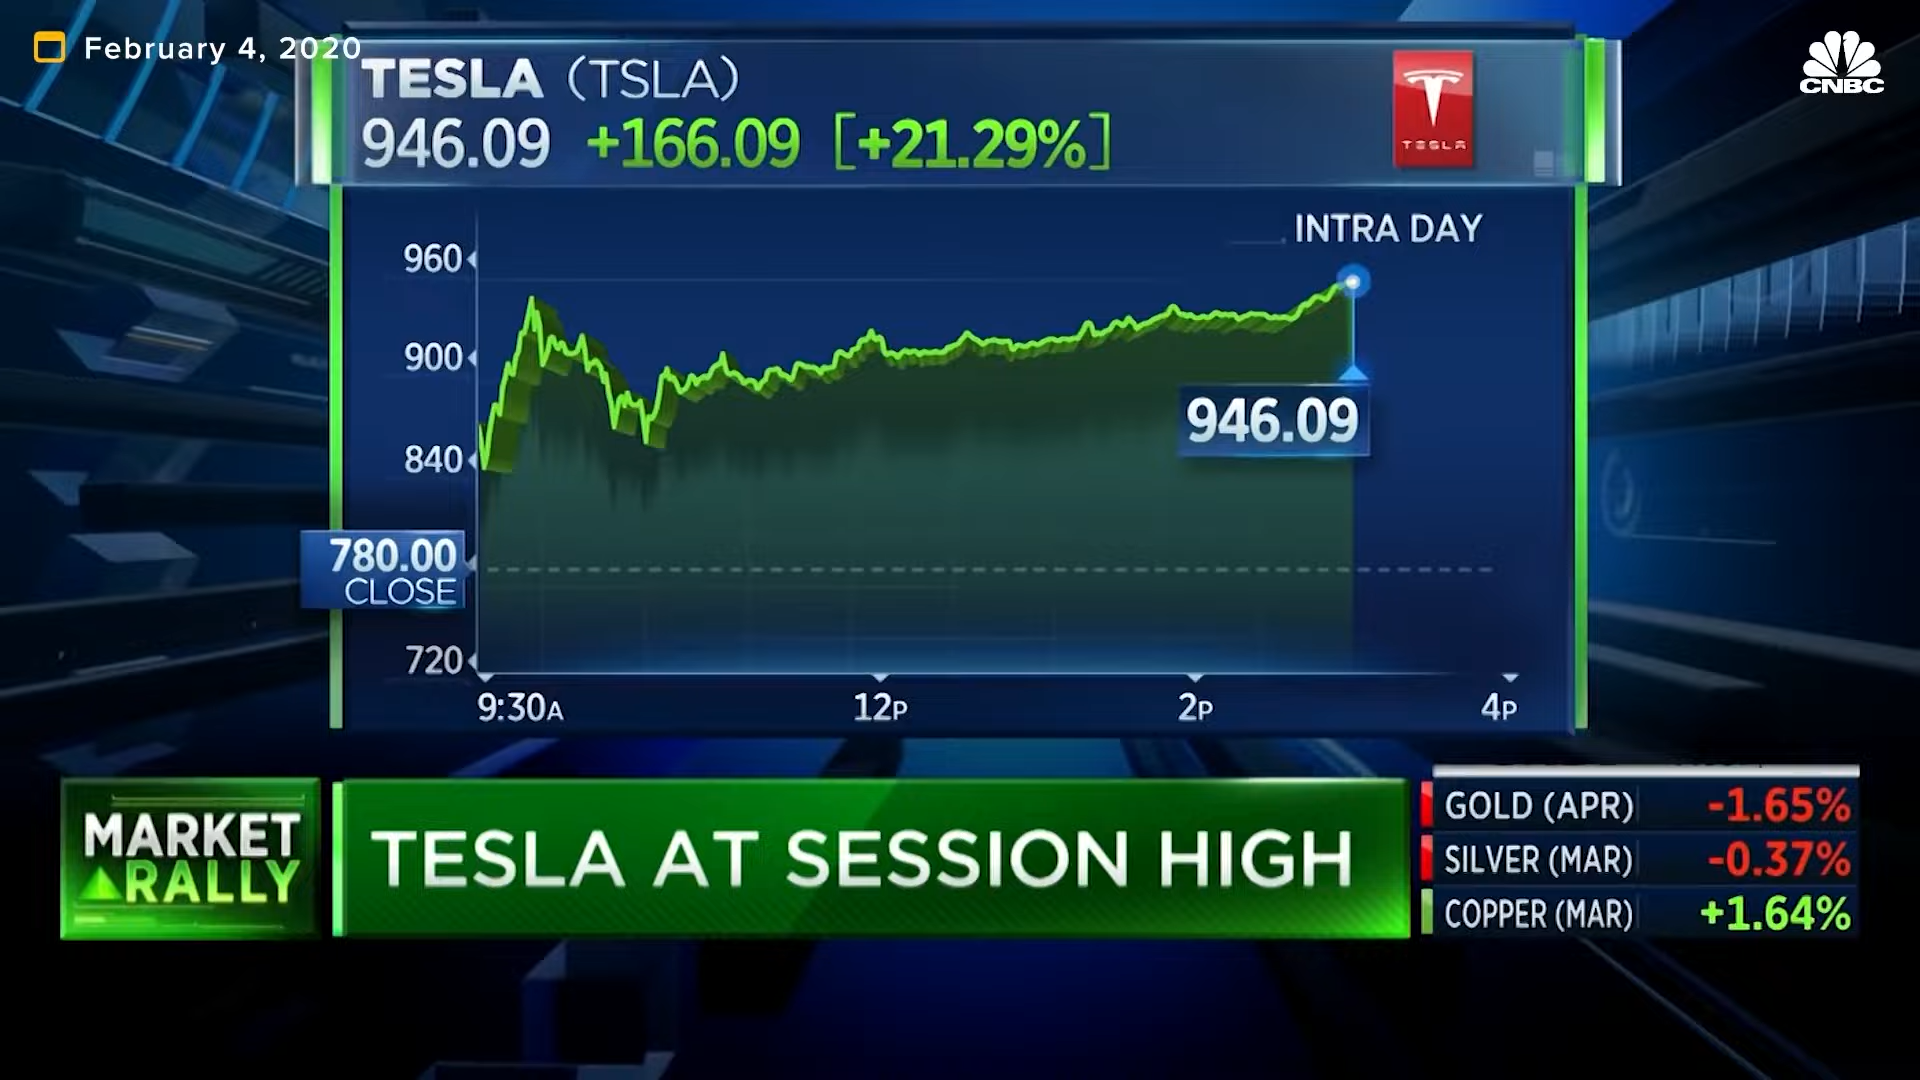 February 4, 2020
CNBC
TESLA (TSLA)
946.09 +166.09 [+21.29%]
TESLA
INTRA DAY
960
900
840
780.00
CLOSE
720
946.09
9:30A 12P 2P 4P
MARKET
RALLY
TESLA AT SESSION HIGH
GOLD (APR) -1.65%
SILVER (MAR) -0.37%
COPPER (MAR) +1.64%